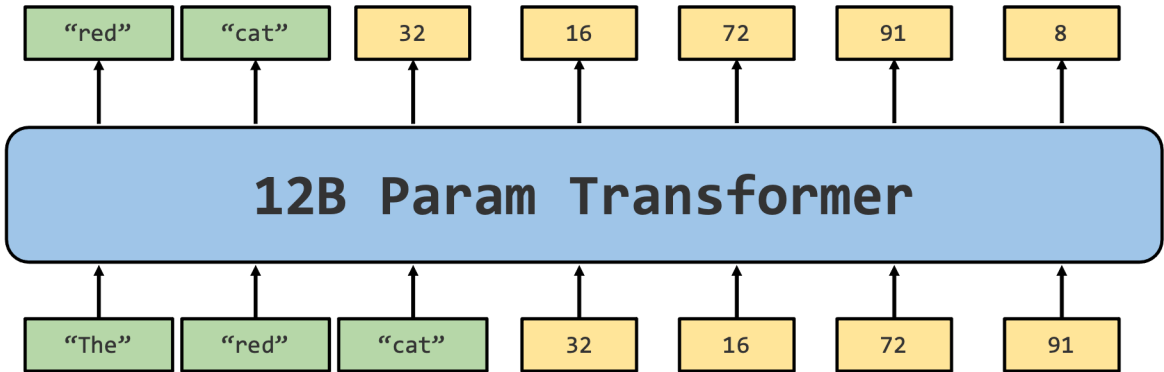 “red” “cat” 32 16 72 91 8
12B Param Transformer
“The” “red” “cat” 32 16 72 91